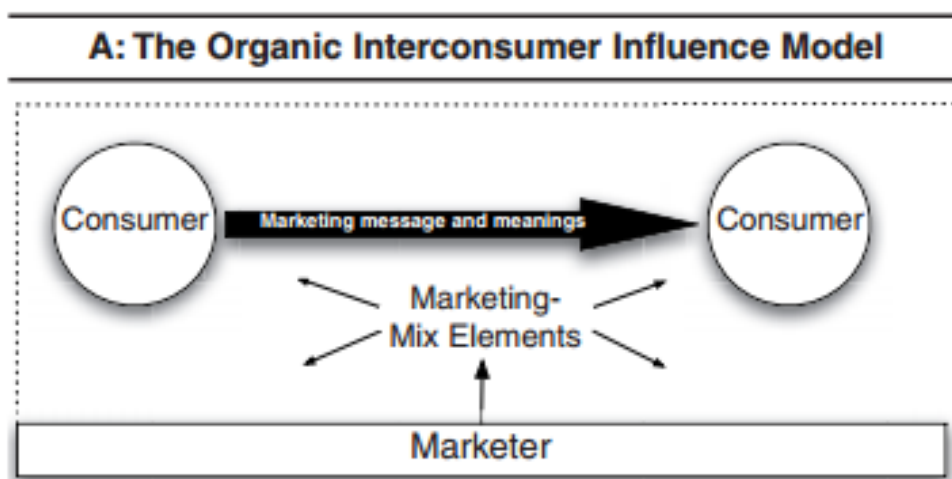 A: The Organic Interconsumer Influence Model
Consumer
Marketing message and meanings
Consumer
Marketing-
Mix Elements
Marketer